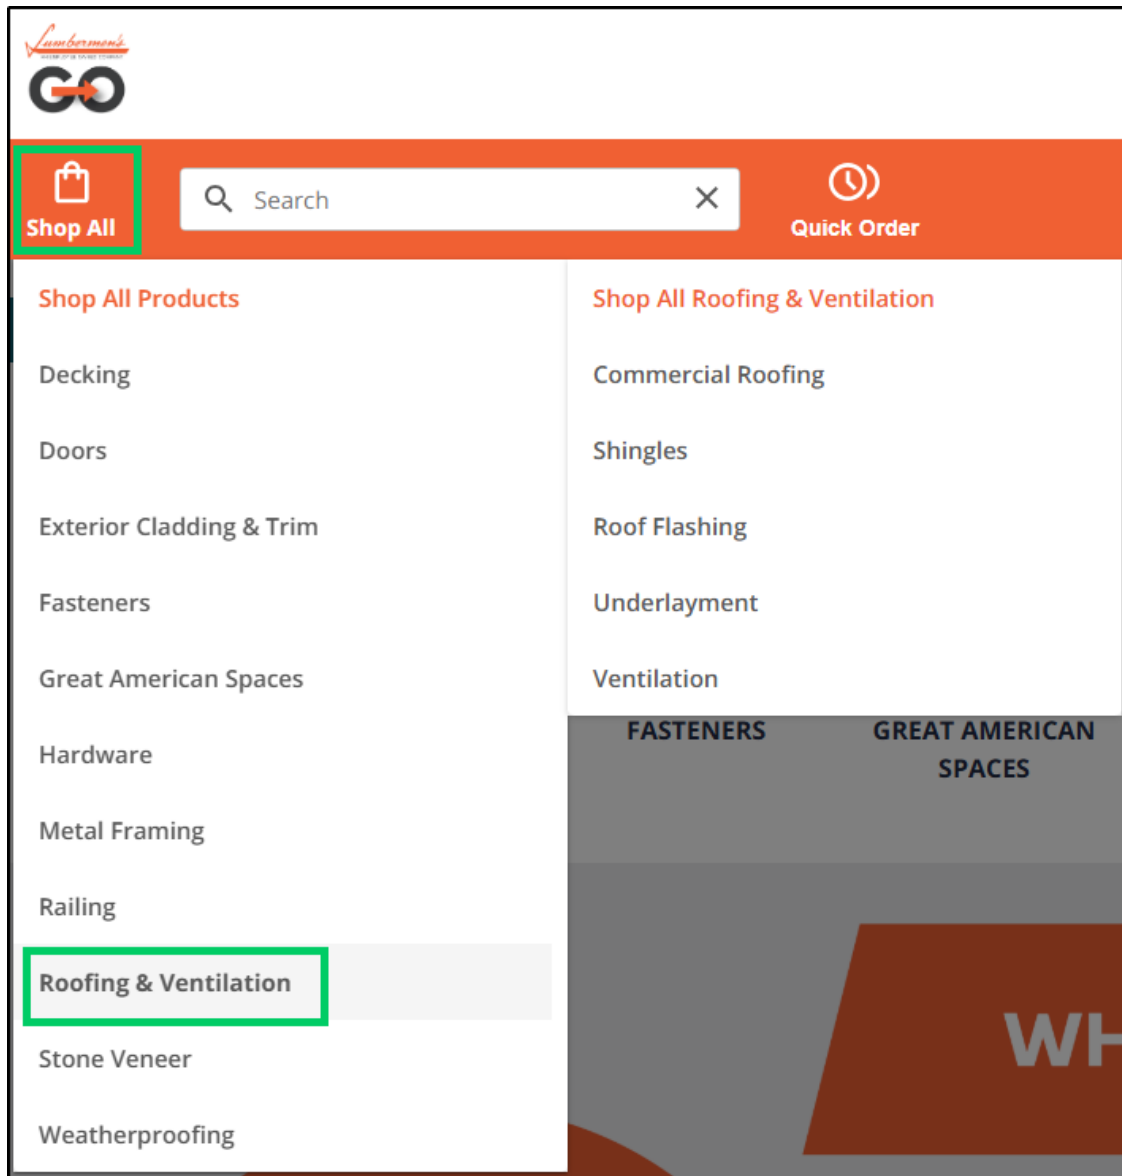 Lumbermen's
GO
Shop All
Search
Quick Order
Shop All Products
Decking
Doors
Exterior Cladding & Trim
Fasteners
Great American Spaces
Hardware
Metal Framing
Railing
Roofing & Ventilation
Stone Veneer
Weatherproofing
Shop All Roofing & Ventilation
Commercial Roofing
Shingles
Roof Flashing
Underlayment
Ventilation
FASTENERS
GREAT AMERICAN
SPACES
WH